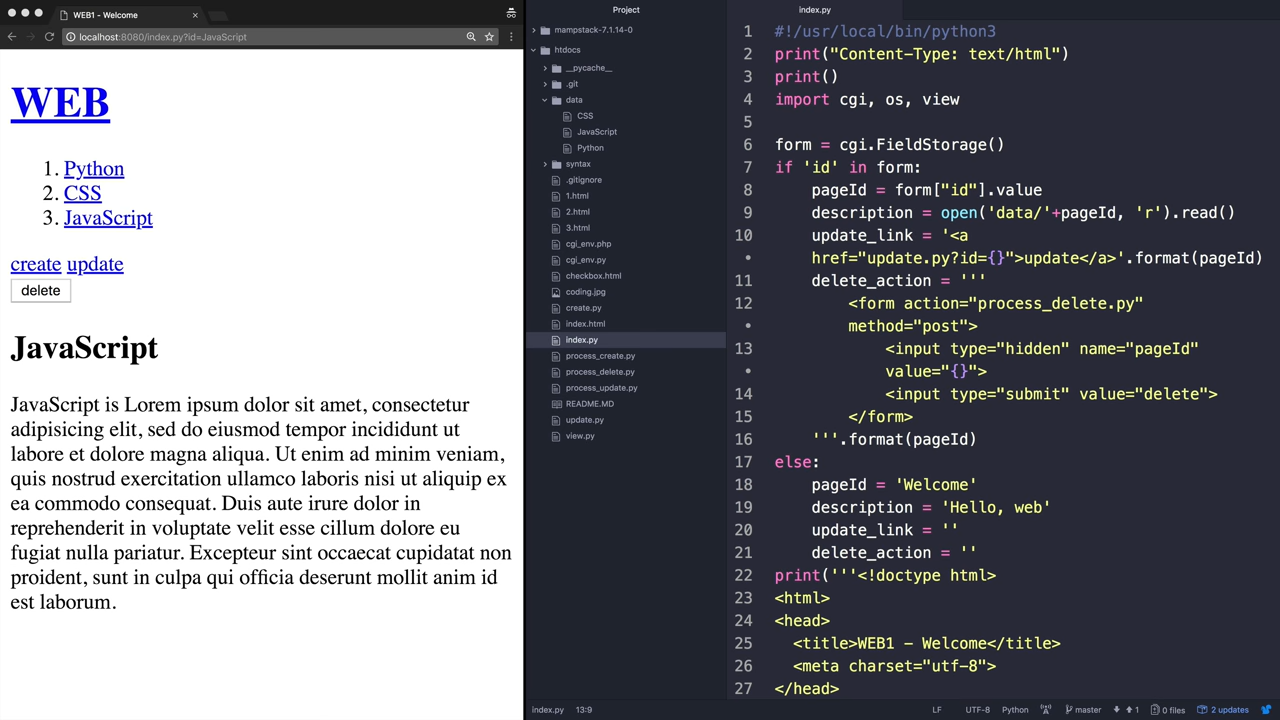 WEB1 - Welcome
localhost:8080/index.py?id=JavaScript
WEB
1. Python
2. CSS
3. JavaScript
create update
delete
JavaScript
JavaScript is Lorem ipsum dolor sit amet, consectetur
adipisicing elit, sed do eiusmod tempor incididunt ut
labore et dolore magna aliqua. Ut enim ad minim veniam,
quis nostrud exercitation ullamco laboris nisi ut aliquip ex
ea commodo consequat. Duis aute irure dolor in
reprehenderit in voluptate velit esse cillum dolore eu
fugiat nulla pariatur. Excepteur sint occaecat cupidatat non
proident, sunt in culpa qui officia deserunt mollit anim id
est laborum.
Project
mampstack-7.1.14-0
htdocs
__pycache__
.git
data
CSS
JavaScript
Python
syntax
.gitignore
1.html
2.html
3.html
cgi_env.php
cgi_env.py
checkbox.html
coding.jpg
create.py
index.html
index.py
process_create.py
process_delete.py
process_update.py
README.MD
update.py
view.py
index.py
1 #!/usr/local/bin/python3
2 print("Content-Type: text/html")
3 print()
4 import cgi, os, view
5
6 form = cgi.FieldStorage()
7 if 'id' in form:
8 pageId = form["id"].value
9 description = open('data/'+pageId, 'r').read()
10 update_link = '<a
• href="update.py?id={}">update</a>'.format(pageId)
11 delete_action = '''
12 <form action="process_delete.py"
• method="post">
13 <input type="hidden" name="pageId"
• value="{}">
14 <input type="submit" value="delete">
15 </form>
16 '''.format(pageId)
17 else:
18 pageId = 'Welcome'
19 description = 'Hello, web'
20 update_link = ''
21 delete_action = ''
22 print('''<!doctype html>
23 <html>
24 <head>
25 <title>WEB1 - Welcome</title>
26 <meta charset="utf-8">
27 </head>
index.py 13:9
LF UTF-8 Python master 1 0 files 2 updates